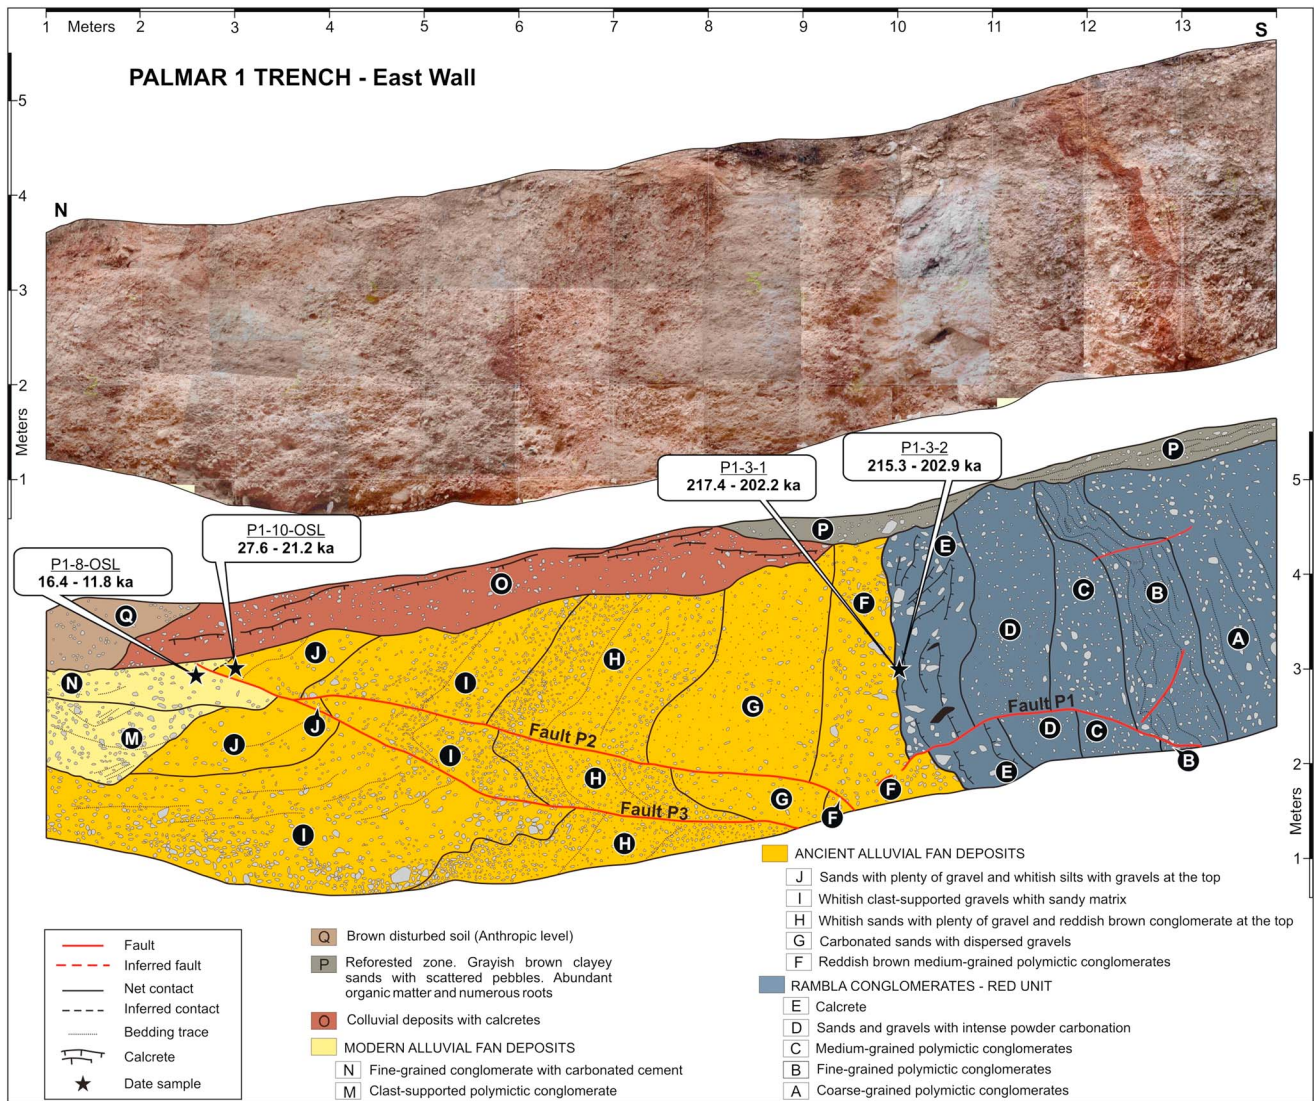 1 Meters 2 3 4 5 6 7 8 9 10 11 12 13
S
PALMAR 1 TRENCH - East Wall
5
4
N
3
2
Meters
1
P1-3-2
215.3 - 202.9 ka
P1-3-1
217.4 - 202.2 ka
P1-10-OSL
27.6 - 21.2 ka
P1-8-OSL
16.4 - 11.8 ka
P
5
P
E
O
4
Q
F
C
B
D
A
J
H
3
N
I
G
Fault P1
J
M
J
Fault P2
D
C
I
H
E
B
2
F
G
Fault P3
F
I
H
Meters
1
Fault
Inferred fault
Net contact
Inferred contact
Bedding trace
Calcrete
Date sample
Q Brown disturbed soil (Anthropic level)
P Reforested zone. Grayish brown clayey
sands with scattered pebbles. Abundant
organic matter and numerous roots
O Colluvial deposits with calcretes
MODERN ALLUVIAL FAN DEPOSITS
N Fine-grained conglomerate with carbonated cement
M Clast-supported polymictic conglomerate
ANCIENT ALLUVIAL FAN DEPOSITS
J Sands with plenty of gravel and whitish silts with gravels at the top
I Whitish clast-supported gravels whith sandy matrix
H Whitish sands with plenty of gravel and reddish brown conglomerate at the top
G Carbonated sands with dispersed gravels
F Reddish brown medium-grained polymictic conglomerates
RAMBLA CONGLOMERATES - RED UNIT
E Calcrete
D Sands and gravels with intense powder carbonation
C Medium-grained polymictic conglomerates
B Fine-grained polymictic conglomerates
A Coarse-grained polymictic conglomerates